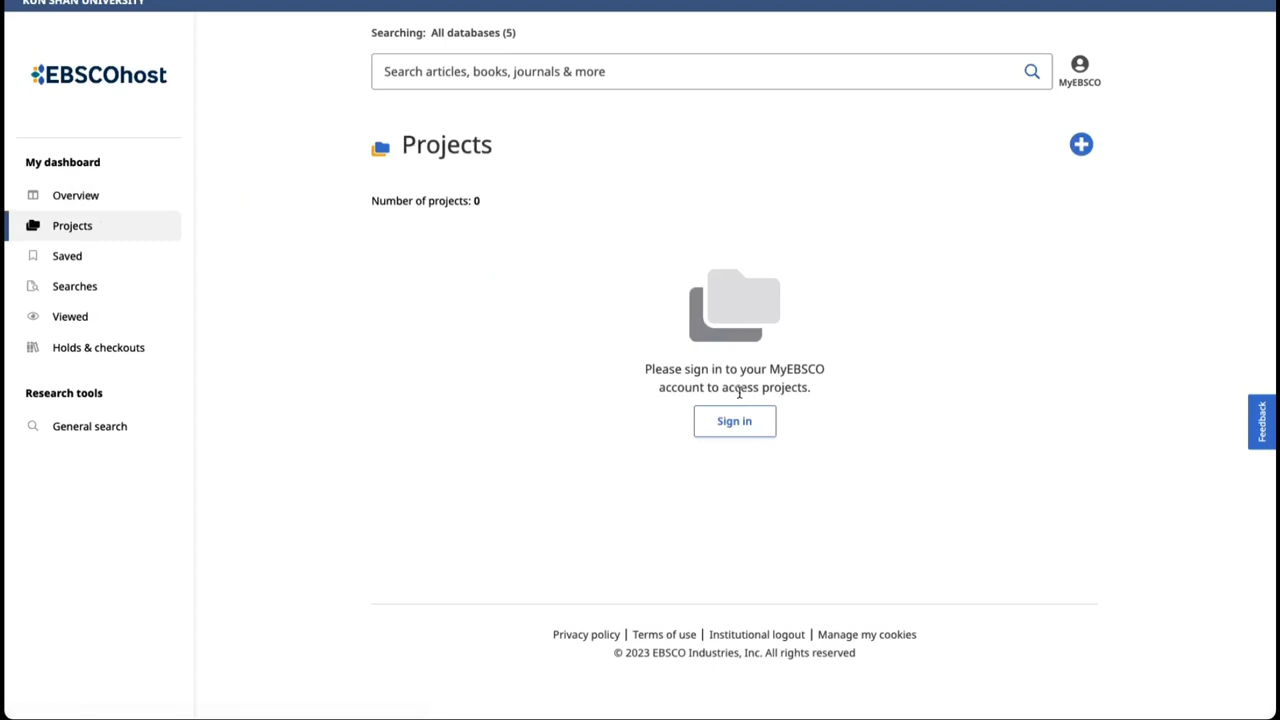 KUN SHAN UNIVERSITY
Searching: All databases (5)
EBSCOhost
Search articles, books, journals & more
MyEBSCO
Projects
My dashboard
Overview
Number of projects: 0
Projects
Saved
Searches
Viewed
Holds & checkouts
Please sign in to your MyEBSCO
account to access projects.
Research tools
Sign in
General search
Feedback
Privacy policy | Terms of use | Institutional logout | Manage my cookies
© 2023 EBSCO Industries, Inc. All rights reserved